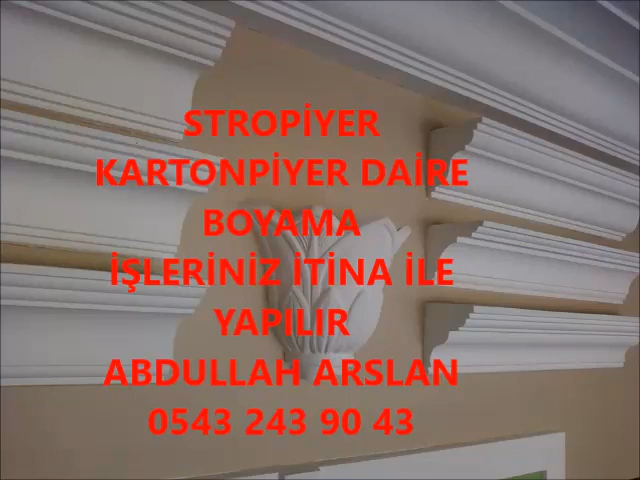 STROPİYER
KARTONPİYER DAİRE
BOYAMA
İŞLERİNİZ İTİNA İLE
YAPILIR
ABDULLAH ARSLAN
0543 243 90 43